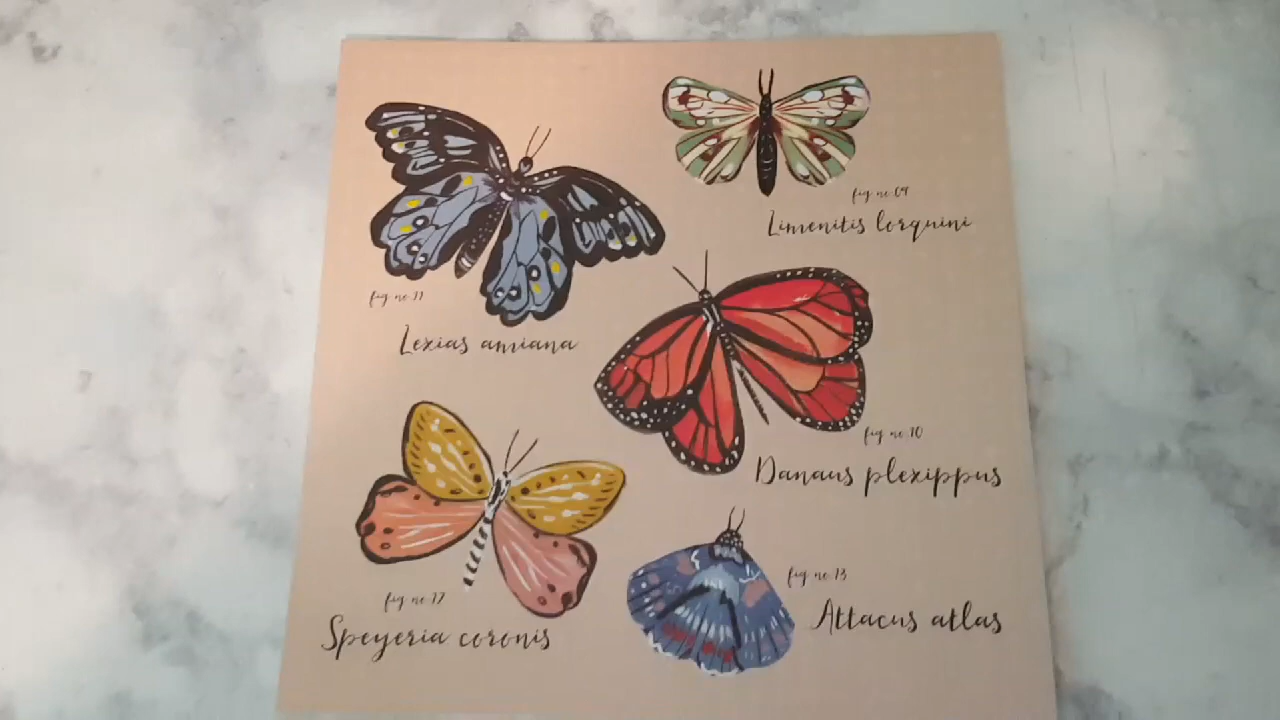 fig no. 09
Limenitis lorquini
fig no. 11
Lexias amiana
fig no. 10
Danaus plexippus
fig no. 13
Attacus atlas
fig no. 12
Speyeria coronis